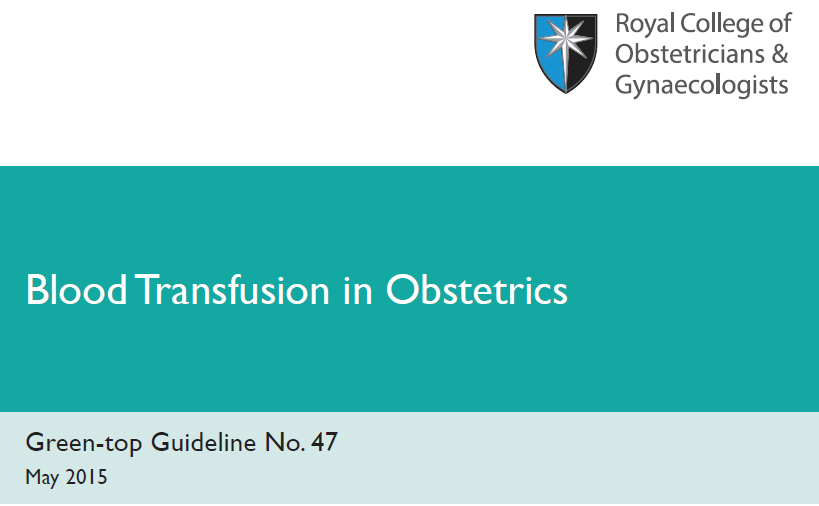 Royal College of
Obstetricians &
Gynaecologists
Blood Transfusion in Obstetrics
Green-top Guideline No. 47
May 2015